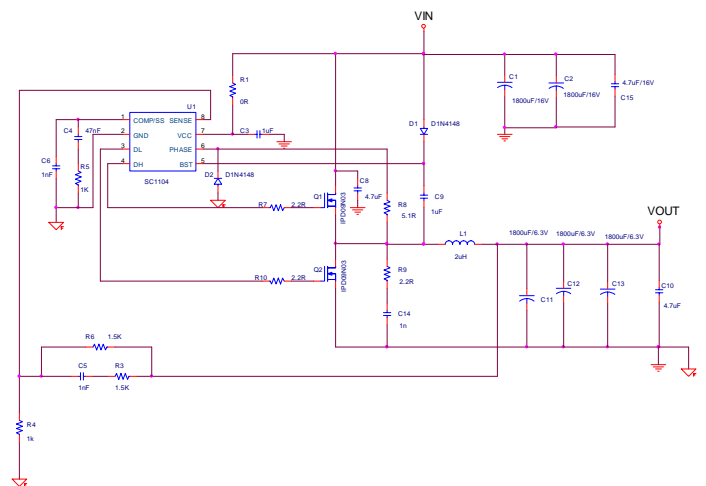 VIN
R1
0R
C1
1800uF/16V
C2
1800uF/16V
4.7uF/16V
C15
U1
1 COMP/SS SENSE 8
2 GND VCC 7
3 DL PHASE 6
4 DH BST 5
SC1104
C4 47nF
R5
1K
C6
1nF
C3 1uF
D1 D1N4148
D2 D1N4148
C8
4.7uF
C9
1uF
Q1
IPD09N03
R7 2.2R
R8
5.1R
L1
2uH
VOUT
1800uF/6.3V 1800uF/6.3V 1800uF/6.3V
Q2
IPD06N03
R10 2.2R
R9
2.2R
C14
1n
C11
C12
C13
C10
4.7uF
R6 1.5K
C5
1nF
R3
1.5K
R4
1k